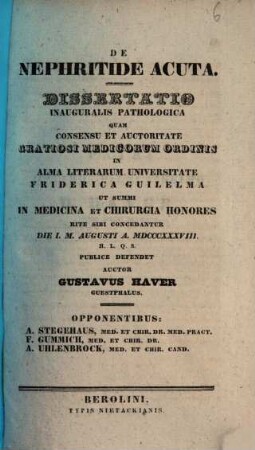 6
DE
NEPHRITIDE ACUTA.
DISSERTATIO
INAUGURALIS PATHOLOGICA
QUAM
CONSENSU ET AUCTORITATE
GRATIOSI MEDICORUM ORDINIS
IN
ALMA LITERARUM UNIVERSITATE
FRIDERICA GUILELMA
UT SUMMI
IN MEDICINA ET CHIRURGIA HONORES
RITE SIBI CONCEDANTUR
DIE I. M. AUGUSTI A. MDCCCXXXVIII.
H. L. Q. S.
PUBLICE DEFENDET
AUCTOR
GUSTAVUS HAVER
GUESTPHALUS.
OPPONENTIBUS:
A. STEGEHAUS, MED. ET CHIR. DR. MED. PRACT.
F. GUMMICH, MED. ET CHIR. DR.
A. UHLENBROCK, MED. ET CHIR. CAND.
BEROLINI,
TYPIS NIETACKIANIS.